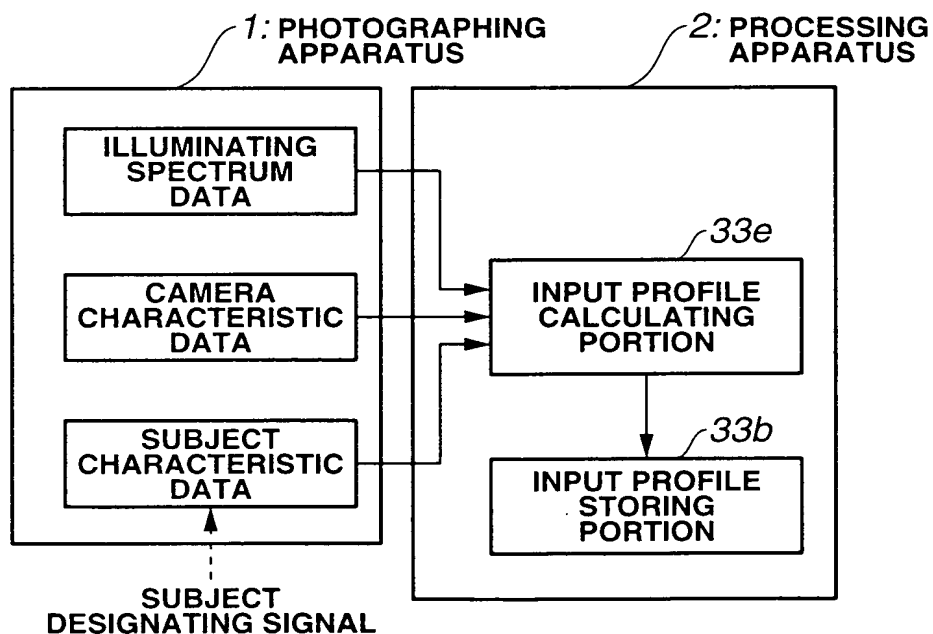 1: PHOTOGRAPHING
APPARATUS
2: PROCESSING
APPARATUS
ILLUMINATING
SPECTRUM
DATA
CAMERA
CHARACTERISTIC
DATA
SUBJECT
CHARACTERISTIC
DATA
SUBJECT
DESIGNATING SIGNAL
33e
INPUT PROFILE
CALCULATING
PORTION
33b
INPUT PROFILE
STORING
PORTION